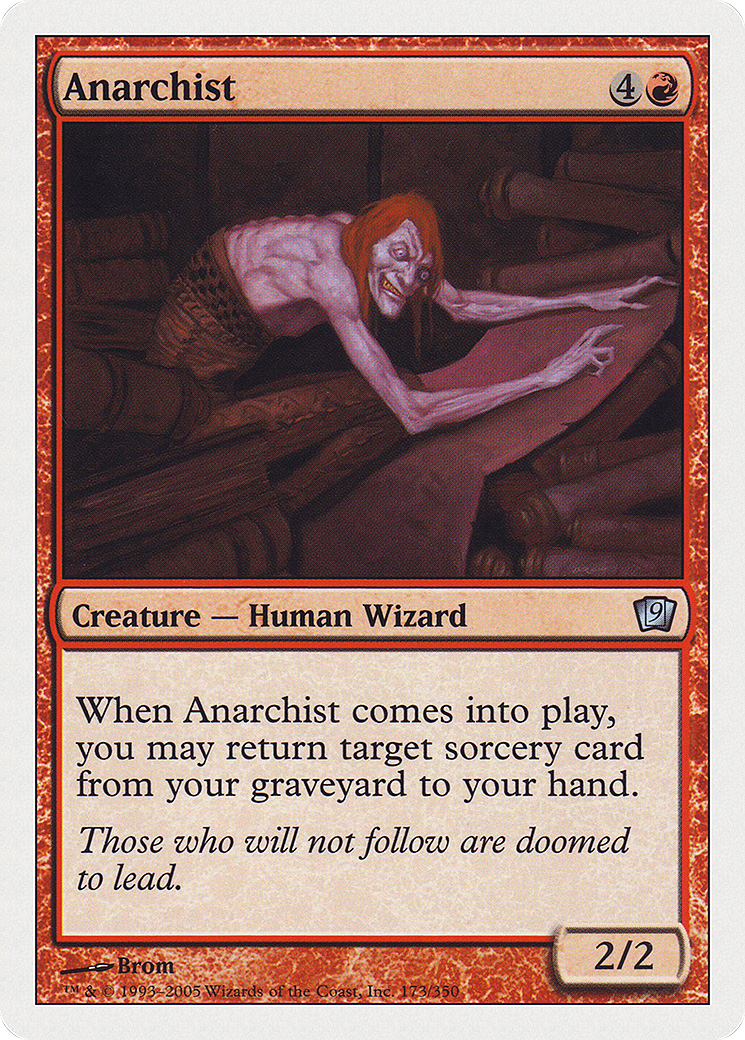 Anarchist
4
Creature — Human Wizard
9
When Anarchist comes into play,
you may return target sorcery card
from your graveyard to your hand.
Those who will not follow are doomed
to lead.
2/2
Brom
™ & © 1993–2005 Wizards of the Coast, Inc. 173/350